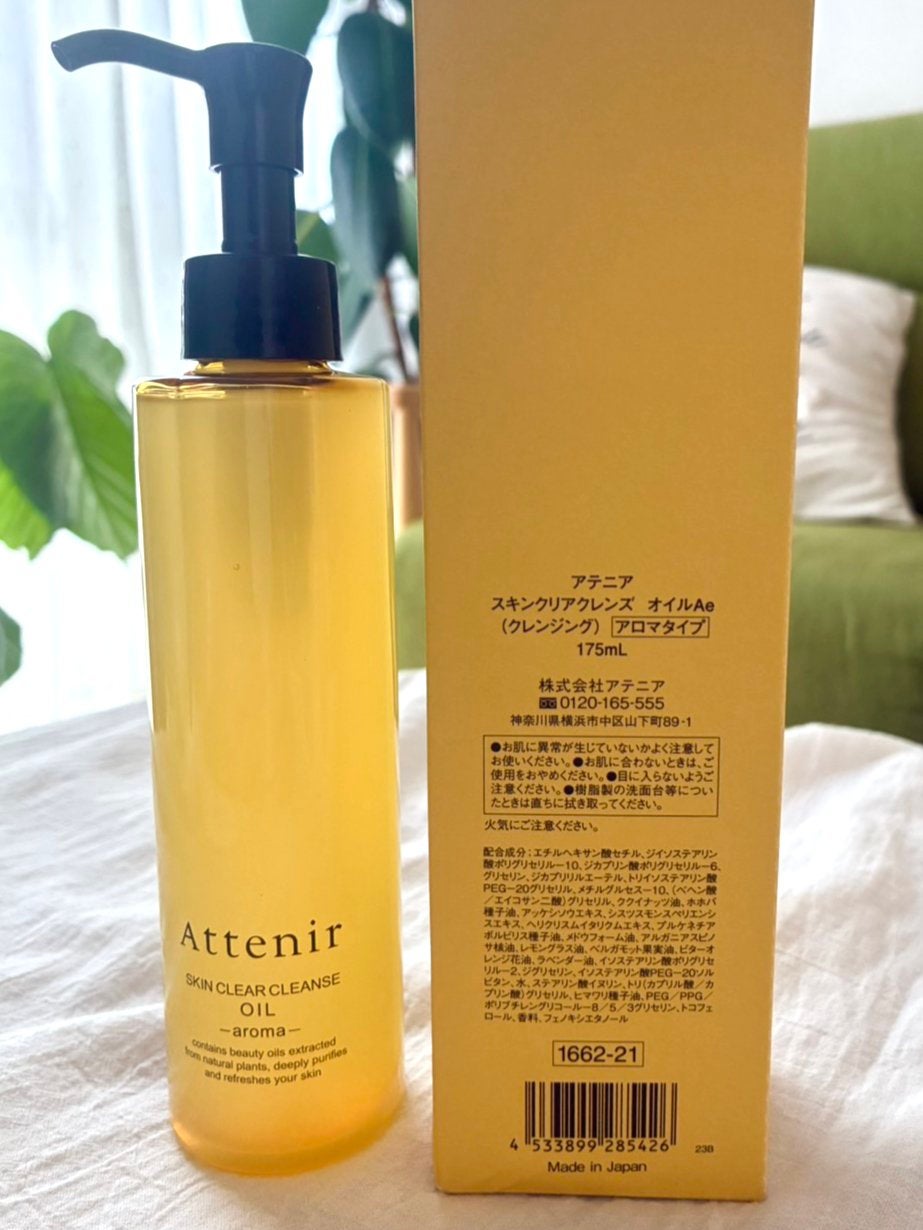 Attenir
SKIN CLEAR CLEANSE
OIL
—aroma—
contains beauty oils extracted
from natural plants, deeply purifies
and refreshes your skin
アテニア
スキンクリアクレンズ オイルAe
(クレンジング) アロマタイプ
175mL
株式会社アテニア
0120-165-555
神奈川県横浜市中区山下町89-1
●お肌に異常が生じていないかよく注意して
お使いください。●お肌に合わないときは、ご
使用をおやめください。●目に入らないようご
注意ください。●樹脂製の洗面台等につい
たときは直ちに拭き取ってください。
火気にご注意ください。
配合成分:エチルヘキサン酸セチル、ジイソステアリン
酸ポリグリセリル-10、ジカプリン酸ポリグリセリル-6、
グリセリン、ジカプリリルエーテル、トリイソステアリン酸
PEG-20グリセリル、メチルグルセス-10、(ベヘン酸
/エイコサン二酸)グリセリル、ククイナッツ油、ホホバ
種子油、アッケシソウエキス、シスツスモンスペリエンシ
スエキス、ヘリクリスムイタリクムエキス、プルケネチア
ボルビリス種子油、メドウフォーム油、アルガニアスピノ
サ核油、レモングラス油、ベルガモット果実油、ビターオ
レンジ花油、ラベンダー油、イソステアリン酸ポリグリセ
リル-2、ジグリセリン、イソステアリン酸PEG-20ソル
ビタン、水、ステアリン酸イヌリン、トリ(カプリル酸/カ
プリン酸)グリセリル、ヒマワリ種子油、PEG/PPG/
ポリブチレングリコール-8/5/3グリセリン、トコフェ
ロール、香料、フェノキシエタノール
1662-21
4 533899 285426
23B
Made in Japan